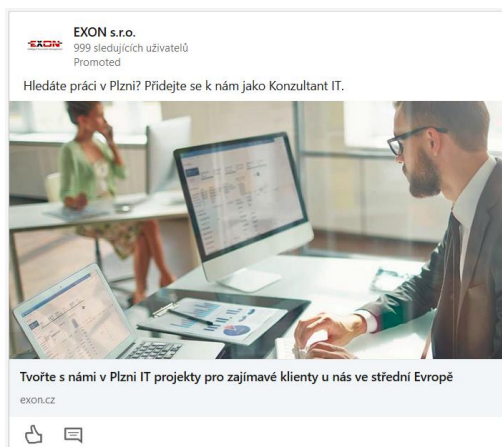 EXON
EXON s.r.o.
999 sledujících uživatelů
Promoted
Hledáte práci v Plzni? Přidejte se k nám jako Konzultant IT.
Tvořte s námi v Plzni IT projekty pro zajímavé klienty u nás ve střední Evropě
exon.cz